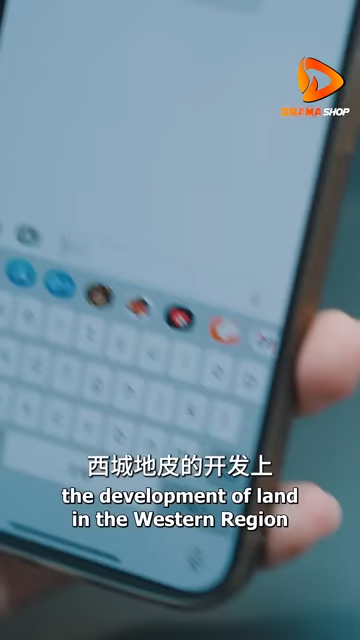 DRAMA SHOP
西城地皮的开发上
the development of land
in the Western Region